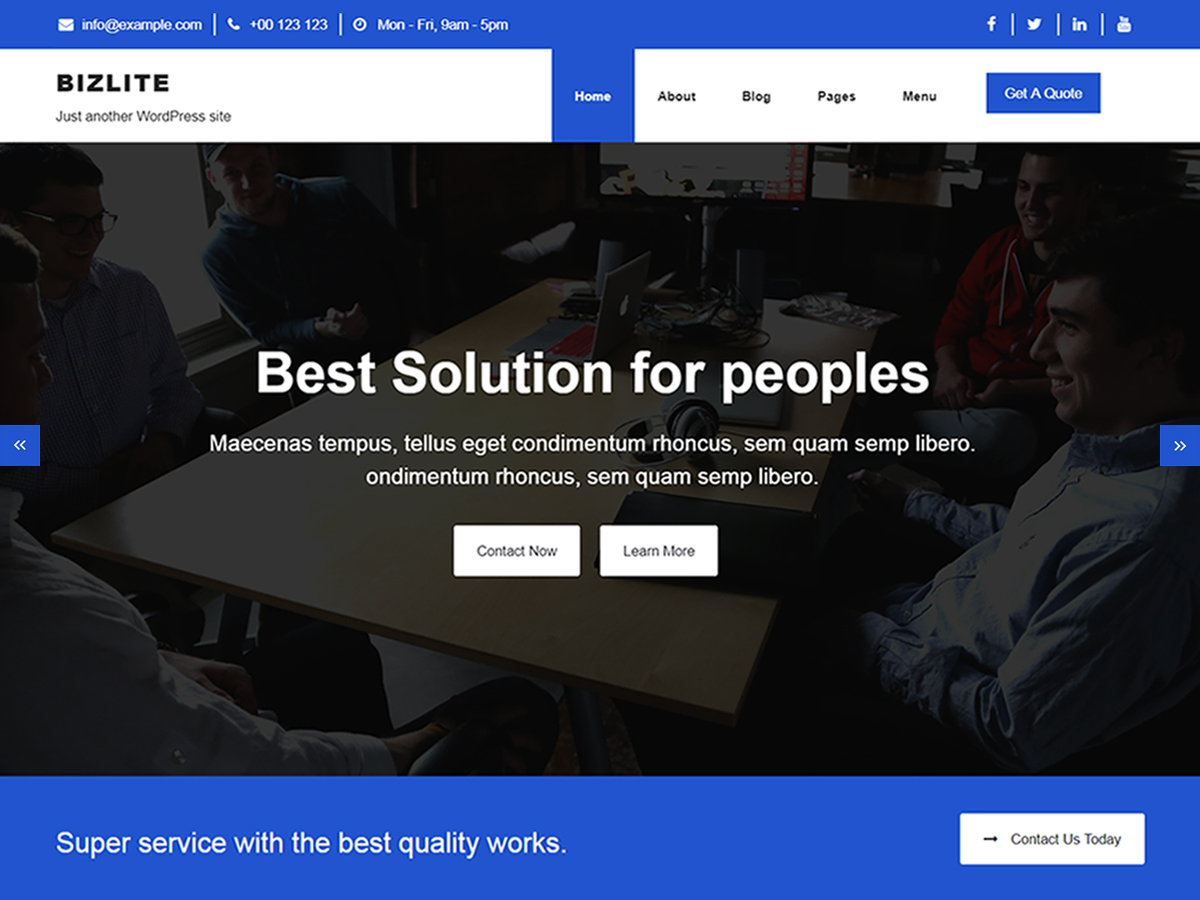 info@example.com
+00 123 123
Mon - Fri, 9am - 5pm
BIZLITE
Just another WordPress site
Home
About
Blog
Pages
Menu
Get A Quote
Best Solution for peoples
Maecenas tempus, tellus eget condimentum rhoncus, sem quam semp libero.
ondimentum rhoncus, sem quam semp libero.
Contact Now
Learn More
Super service with the best quality works.
Contact Us Today